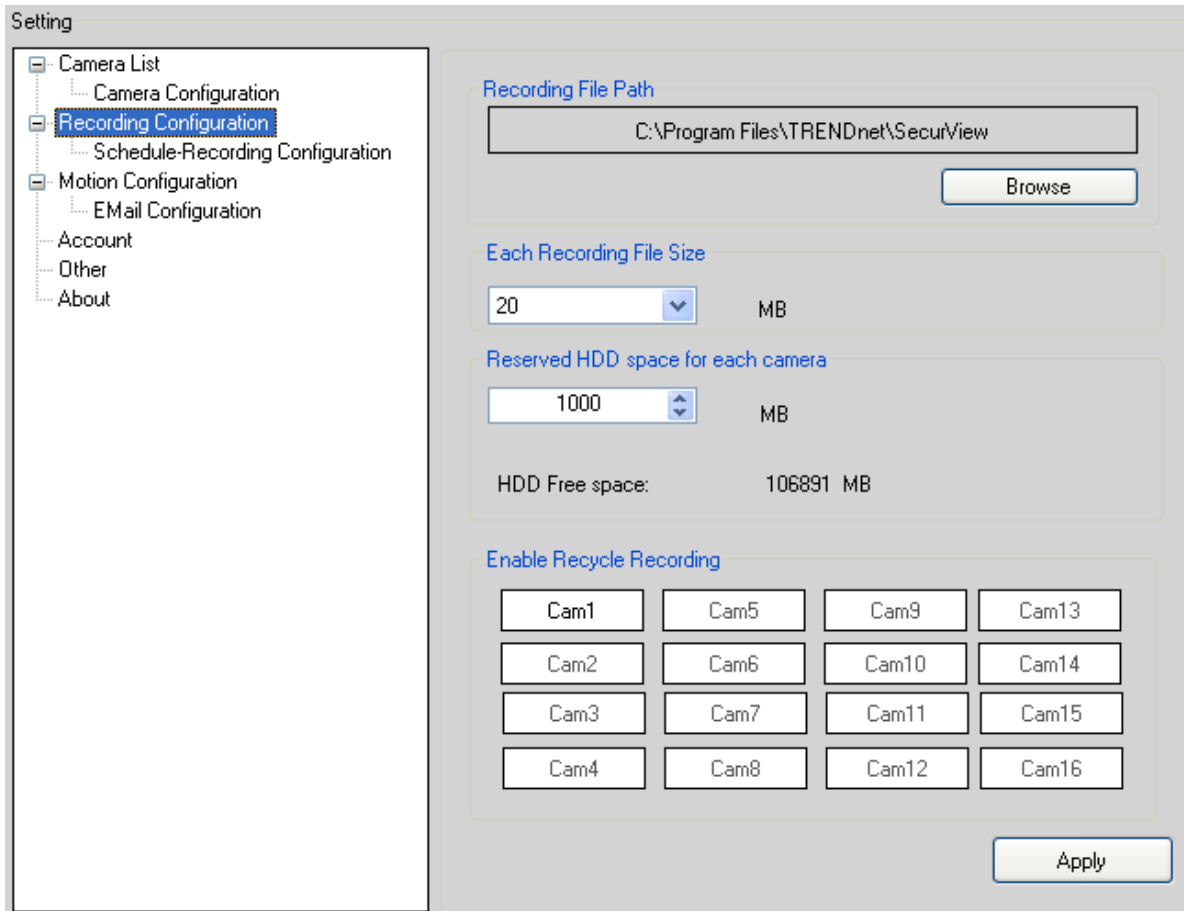 Setting
Camera List
Camera Configuration
Recording Configuration
Schedule-Recording Configuration
Motion Configuration
EMail Configuration
Account
Other
About
Recording File Path
C:\Program Files\TRENDnet\SecurView
Browse
Each Recording File Size
20 MB
Reserved HDD space for each camera
1000 MB
HDD Free space: 106891 MB
Enable Recycle Recording
Cam1 Cam5 Cam9 Cam13
Cam2 Cam6 Cam10 Cam14
Cam3 Cam7 Cam11 Cam15
Cam4 Cam8 Cam12 Cam16
Apply